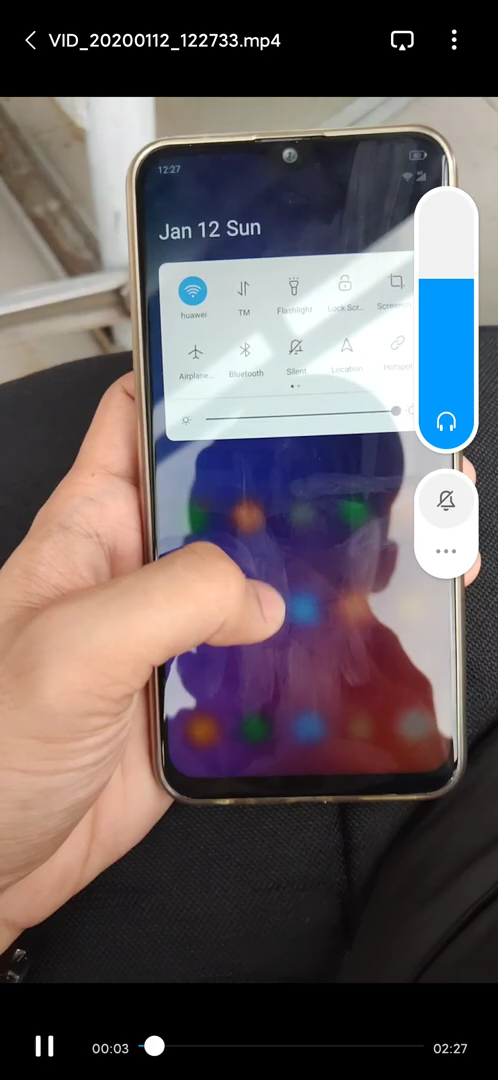 VID_20200112_122733.mp4
12:27
Jan 12 Sun
huawei
TM
Flashlight
Lock Scr...
Airplane...
Bluetooth
Silent
Location
Hotspot
00:03
02:27